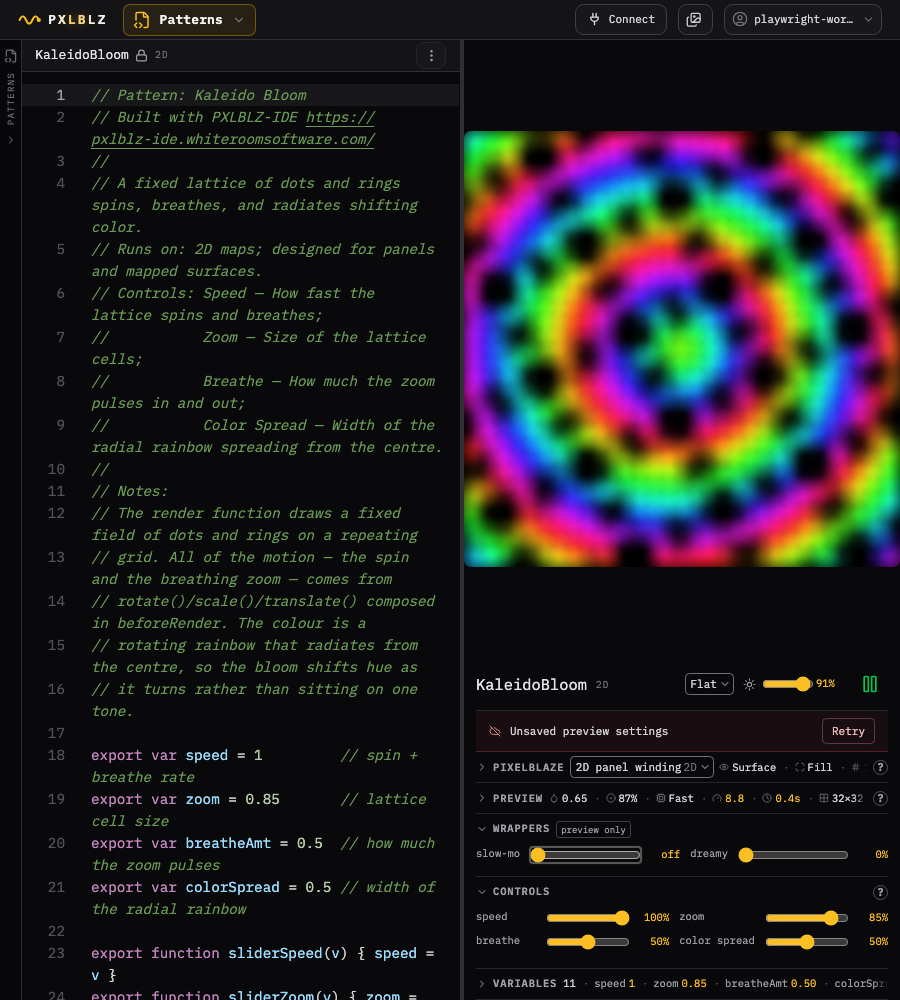 PXLBLZ
Patterns
Connect
playwright-wor…
PATTERNS
KaleidoBloom 2D
1 // Pattern: Kaleido Bloom
2 // Built with PXLBLZ-IDE https://
pxlblz-ide.whiteroomsoftware.com/
3 //
4 // A fixed lattice of dots and rings
spins, breathes, and radiates shifting
color.
5 // Runs on: 2D maps; designed for panels
and mapped surfaces.
6 // Controls: Speed — How fast the
lattice spins and breathes;
7 //           Zoom — Size of the lattice
cells;
8 //           Breathe — How much the zoom
pulses in and out;
9 //           Color Spread — Width of the
radial rainbow spreading from the centre.
10 //
11 // Notes:
12 // The render function draws a fixed
field of dots and rings on a repeating
13 // grid. All of the motion — the spin
and the breathing zoom — comes from
14 // rotate()/scale()/translate() composed
in beforeRender. The colour is a
15 // rotating rainbow that radiates from
the centre, so the bloom shifts hue as
16 // it turns rather than sitting on one
tone.
17
18 export var speed = 1         // spin +
breathe rate
19 export var zoom = 0.85       // lattice
cell size
20 export var breatheAmt = 0.5  // how much
the zoom pulses
21 export var colorSpread = 0.5 // width of
the radial rainbow
22
23 export function sliderSpeed(v) { speed =
v }
24 export function sliderZoom(v) { zoom =
KaleidoBloom 2D Flat 91%
Unsaved preview settings Retry
PIXELBLAZE 2D panel winding 2D Surface · Fill · # ?
PREVIEW 0.65 · 87% · Fast · 8.8 · 0.4s · 32×32 ?
WRAPPERS preview only
slow-mo off dreamy 0%
CONTROLS ?
speed 100% zoom 85%
breathe 50% color spread 50%
VARIABLES 11 · speed 1 · zoom 0.85 · breatheAmt 0.50 · colorSpr